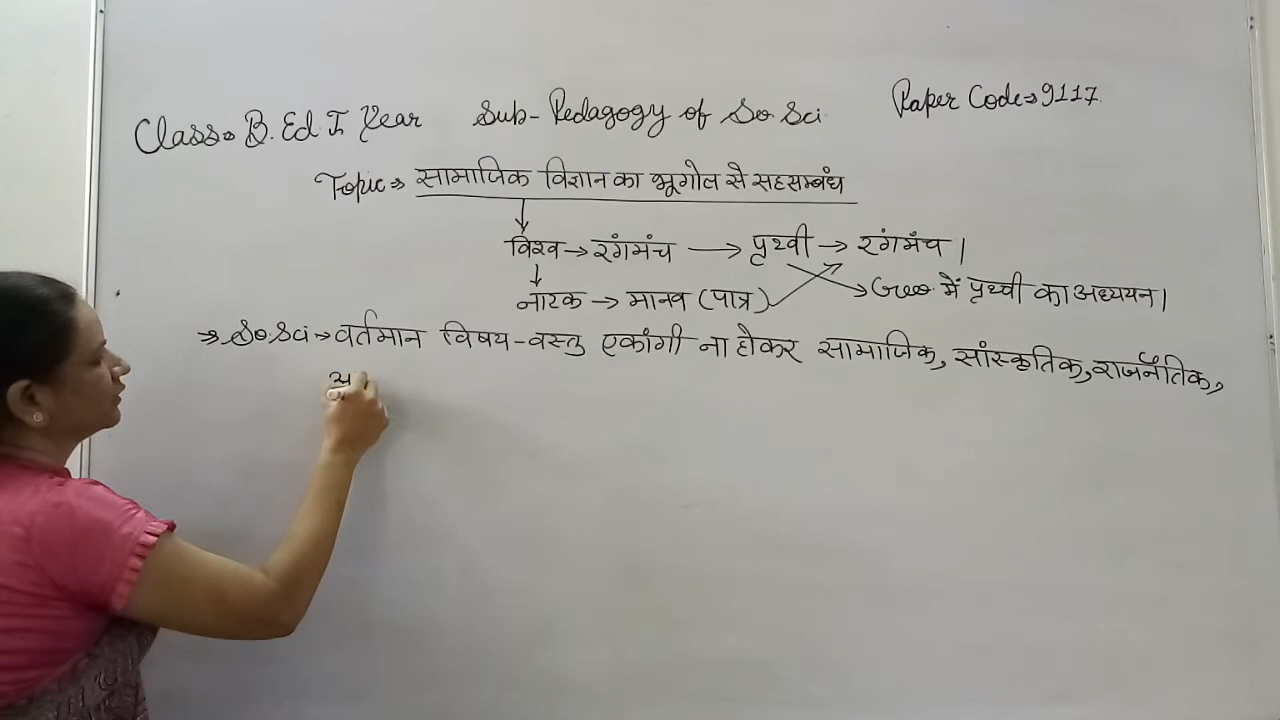 Class⇒ B.Ed I Year Sub-Pedagogy of So.Sci. Paper Code⇒9117.
Topic⇒ सामाजिक विज्ञान का भूगोल से सहसम्बंध
विश्व→रंगमंच → पृथ्वी → रंगमंच |
नाटक → मानव (पात्र) Geo में पृथ्वी का अध्ययन |
⇒ So.Sci → वर्तमान विषय-वस्तु एकांगी ना होकर सामाजिक, सांस्कृतिक, राजनैतिक,